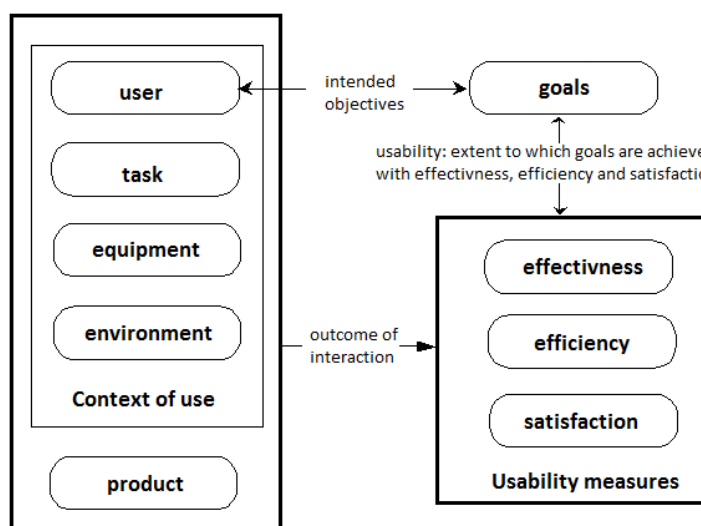 user
task
equipment
environment
Context of use
product
intended
objectives
goals
usability: extent to which goals are achieve
with effectivness, efficiency and satisfactio
outcome of
interaction
effectivness
efficiency
satisfaction
Usability measures